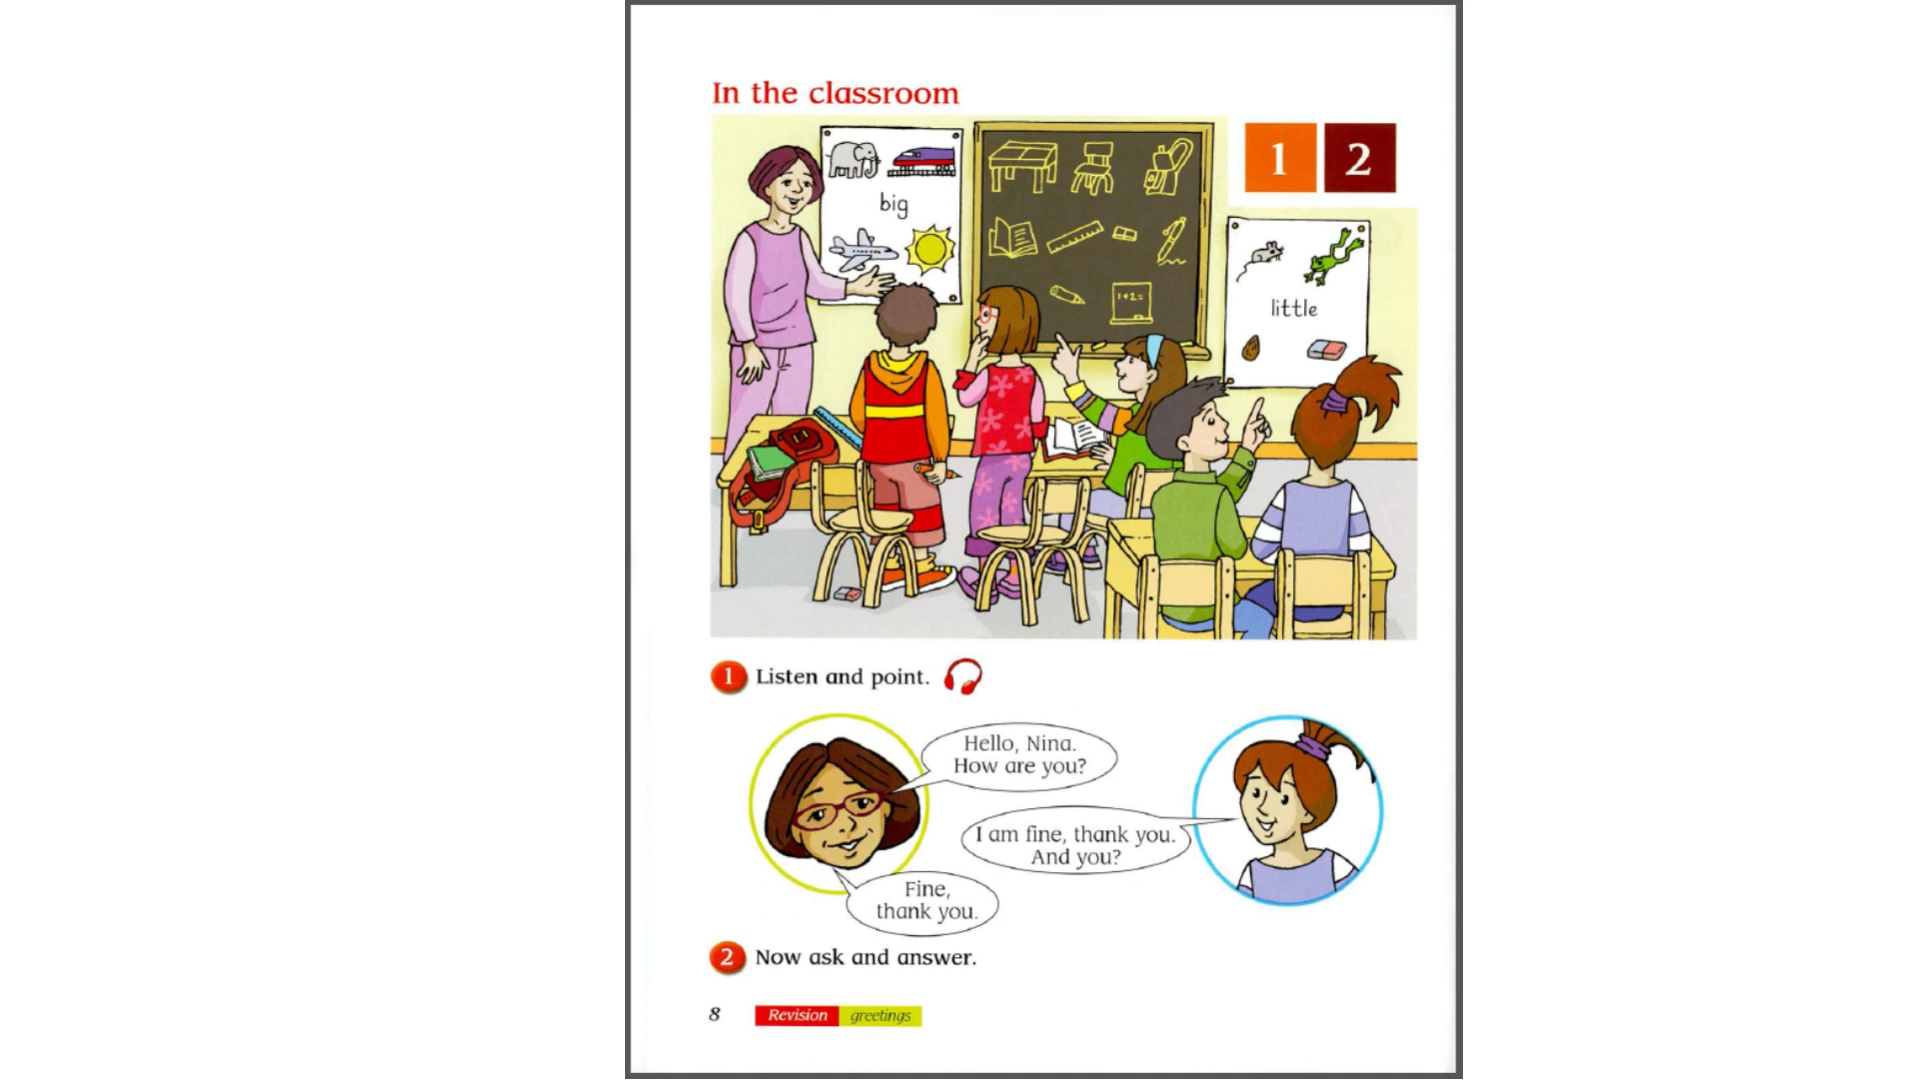 In the classroom
1 2
big
little
1+2=
1 Listen and point.
Hello, Nina.
How are you?
I am fine, thank you.
And you?
Fine,
thank you.
2 Now ask and answer.
8 Revision greetings